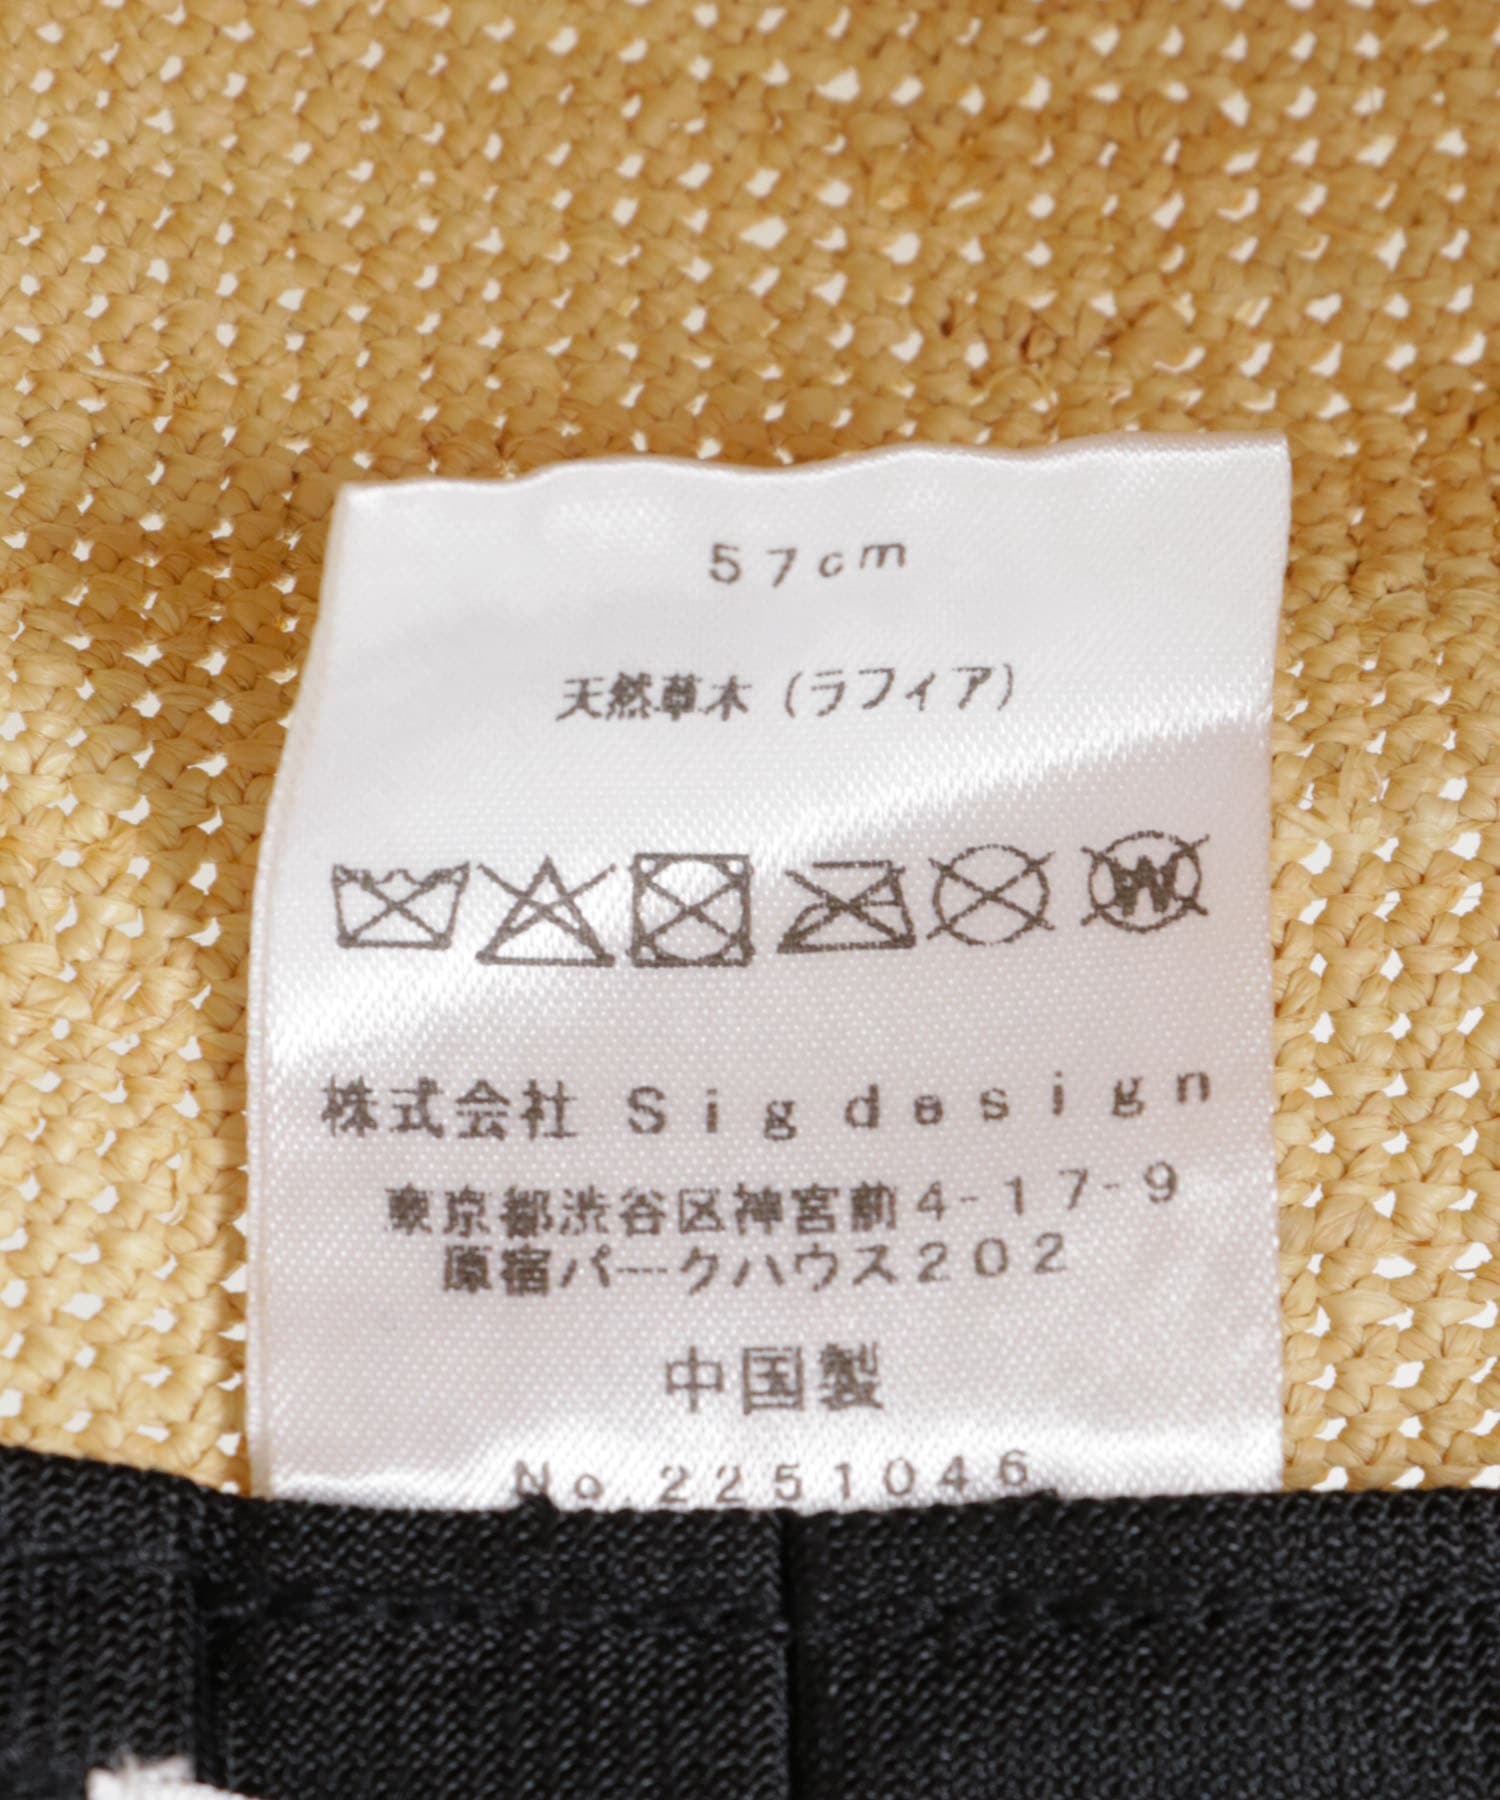 57cm
天然草木（ラフィア）
W
株式会社 Sigdesign
東京都渋谷区神宮前4-17-9
原宿パークハウス202
中国製
No 2251046